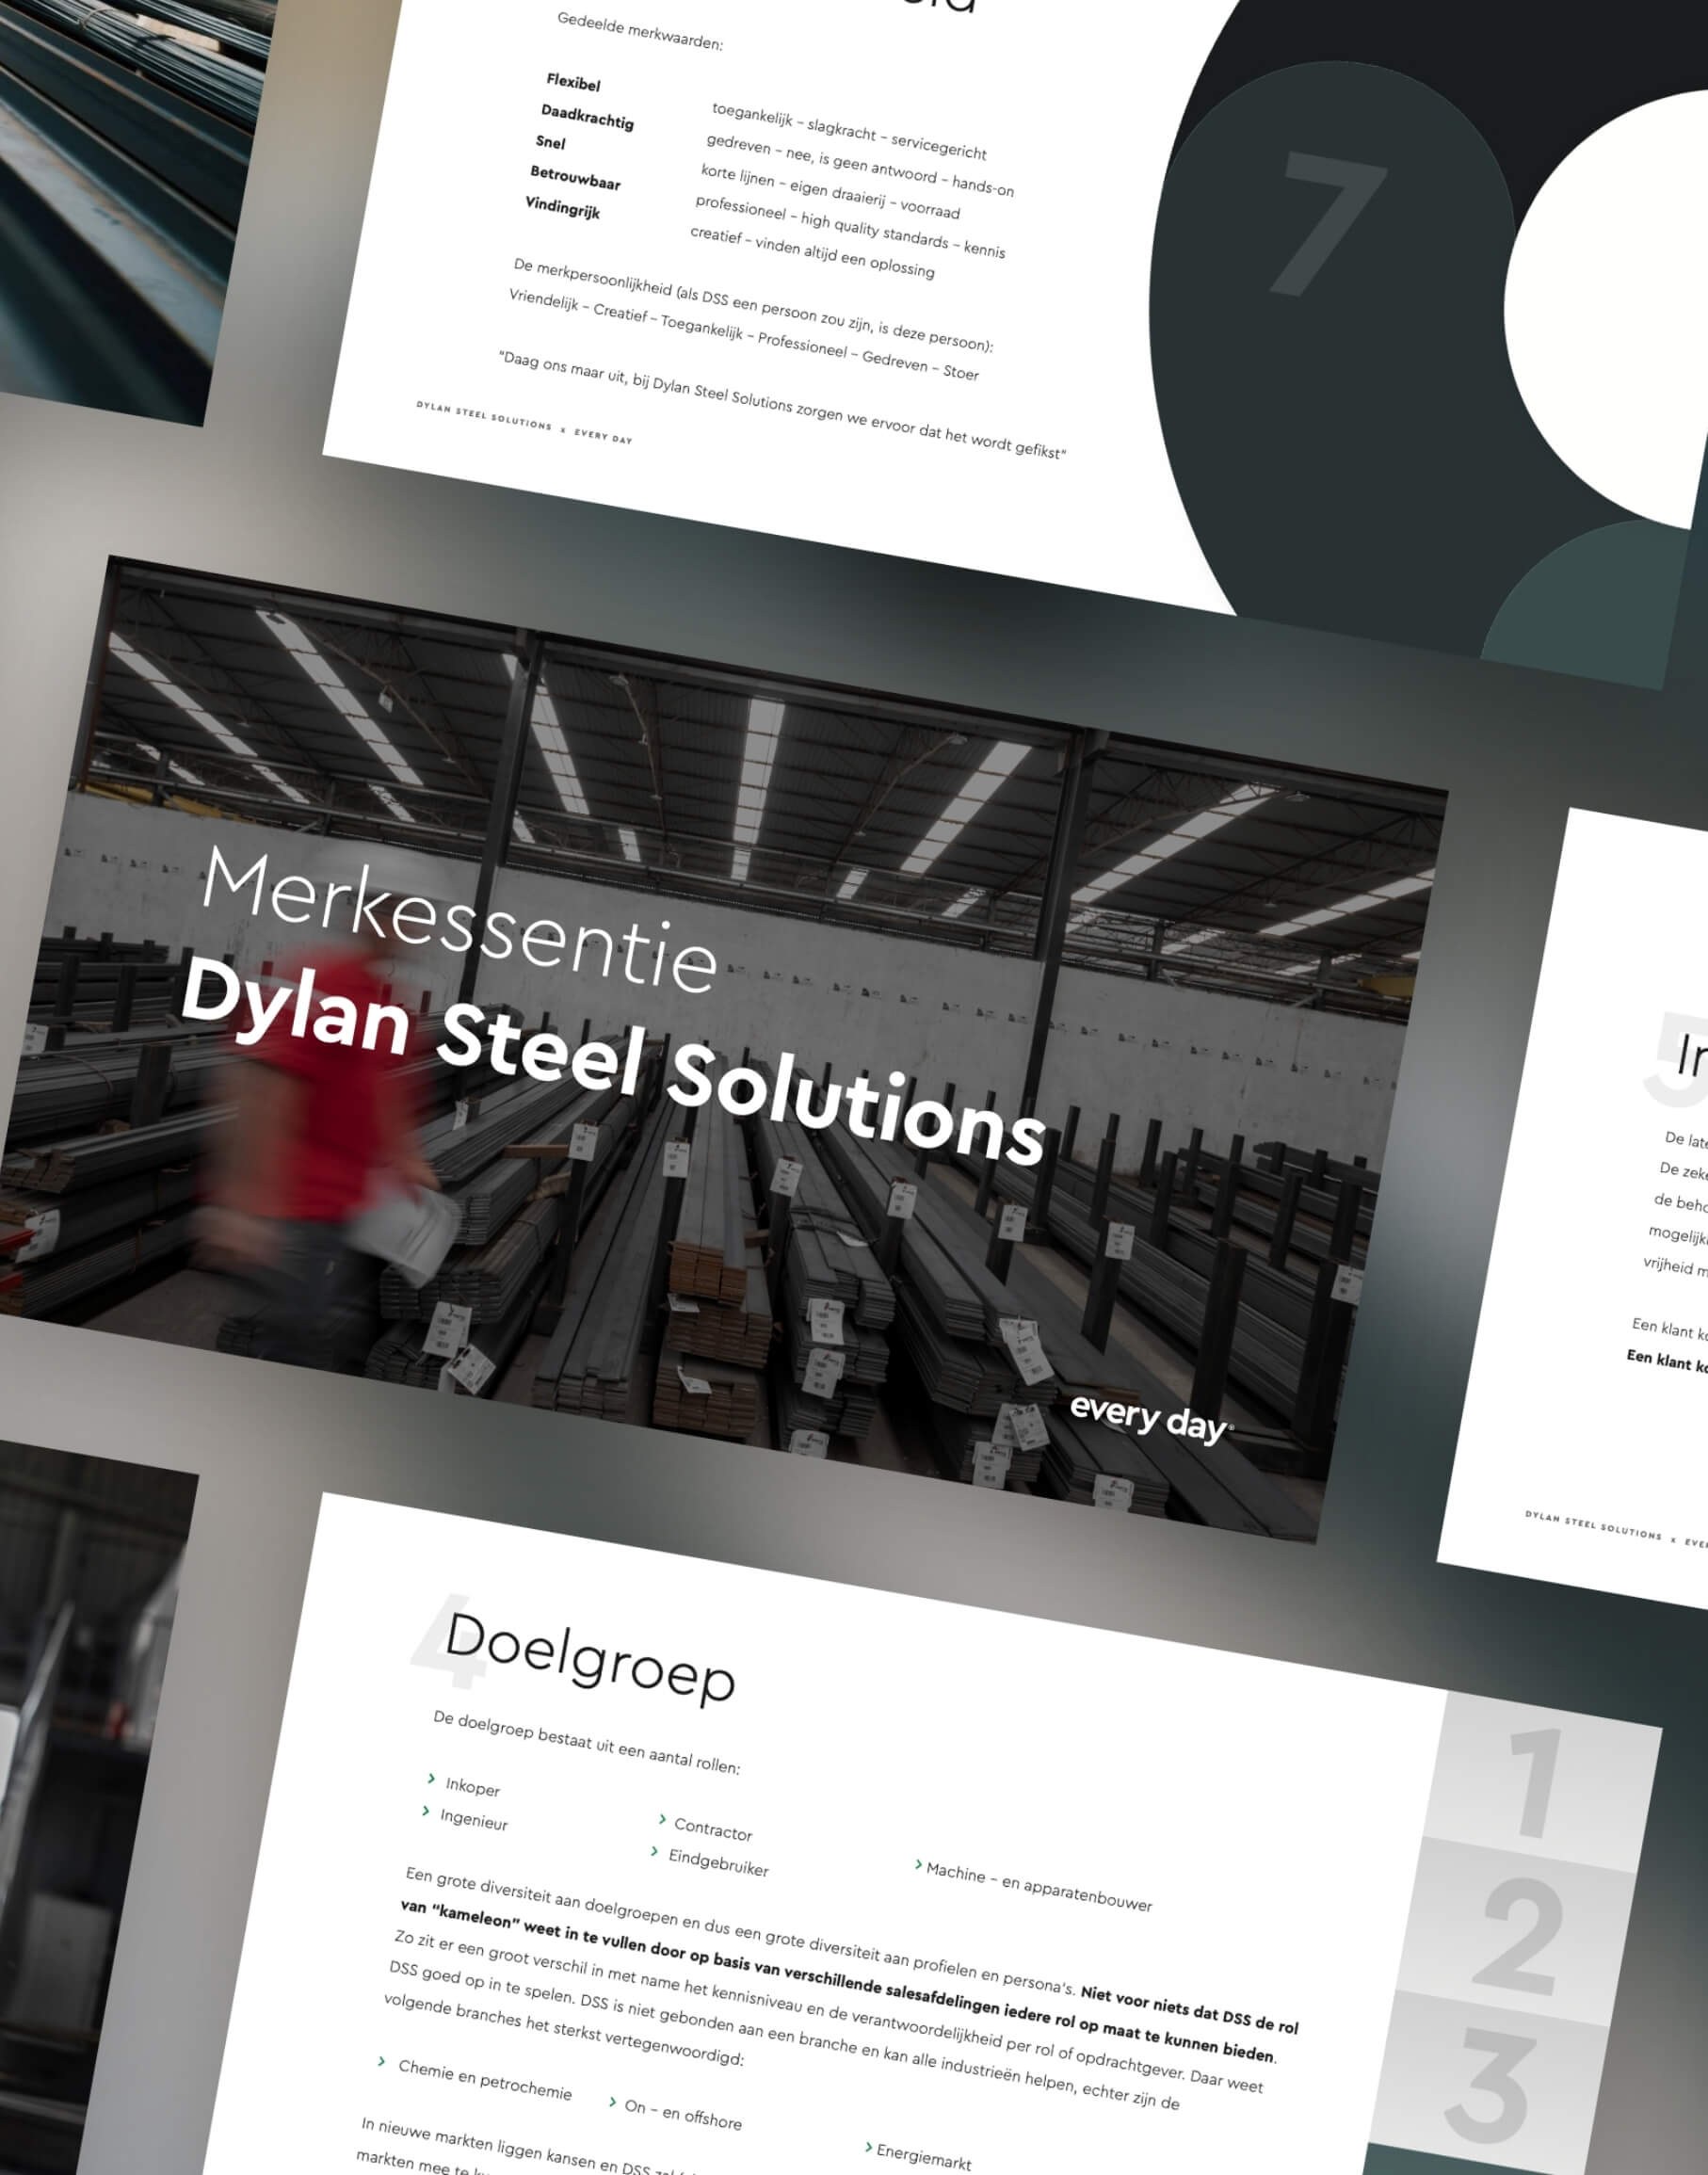 Gedeelde merkwaarden:
Flexibel
toegankelijk – slagkracht – servicegericht
Daadkrachtig
gedreven – nee, is geen antwoord – hands-on
Snel
korte lijnen – eigen draaierij – voorraad
Betrouwbaar
professioneel – high quality standards – kennis
Vindingrijk
creatief – vinden altijd een oplossing
De merkpersoonlijkheid (als DSS een persoon zou zijn, is deze persoon):
Vriendelijk – Creatief – Toegankelijk – Professioneel – Gedreven – Stoer
"Daag ons maar uit, bij Dylan Steel Solutions zorgen we ervoor dat het wordt gefikst"
DYLAN STEEL SOLUTIONS x EVERY DAY
7
Merkessentie
Dylan Steel Solutions
every day
5
De
De
de
vrijheid
Een klant
Een klant
DYLAN STEEL SOLUTIONS x
4
Doelgroep
De doelgroep bestaat uit een aantal rollen:
> Inkoper
> Contractor
> Machine – en apparatenbouwer
> Ingenieur
> Eindgebruiker
Een grote diversiteit aan doelgroepen en dus een grote diversiteit aan profielen en persona's. Niet voor niets dat DSS de rol
van "kameleon" weet in te vullen door op basis van verschillende salesafdelingen iedere rol op maat te kunnen bieden.
Zo zit er een groot verschil in met name het kennisniveau en de verantwoordelijkheid per rol of opdrachtgever. Daar weet
DSS goed op in te spelen. DSS is niet gebonden aan een branche en kan alle industrieën helpen, echter zijn de
volgende branches het sterkst vertegenwoordigd:
> Chemie en petrochemie
> On – en offshore
> Energiemarkt
In nieuwe markten liggen kansen en DSS
markten mee te
1
2
3